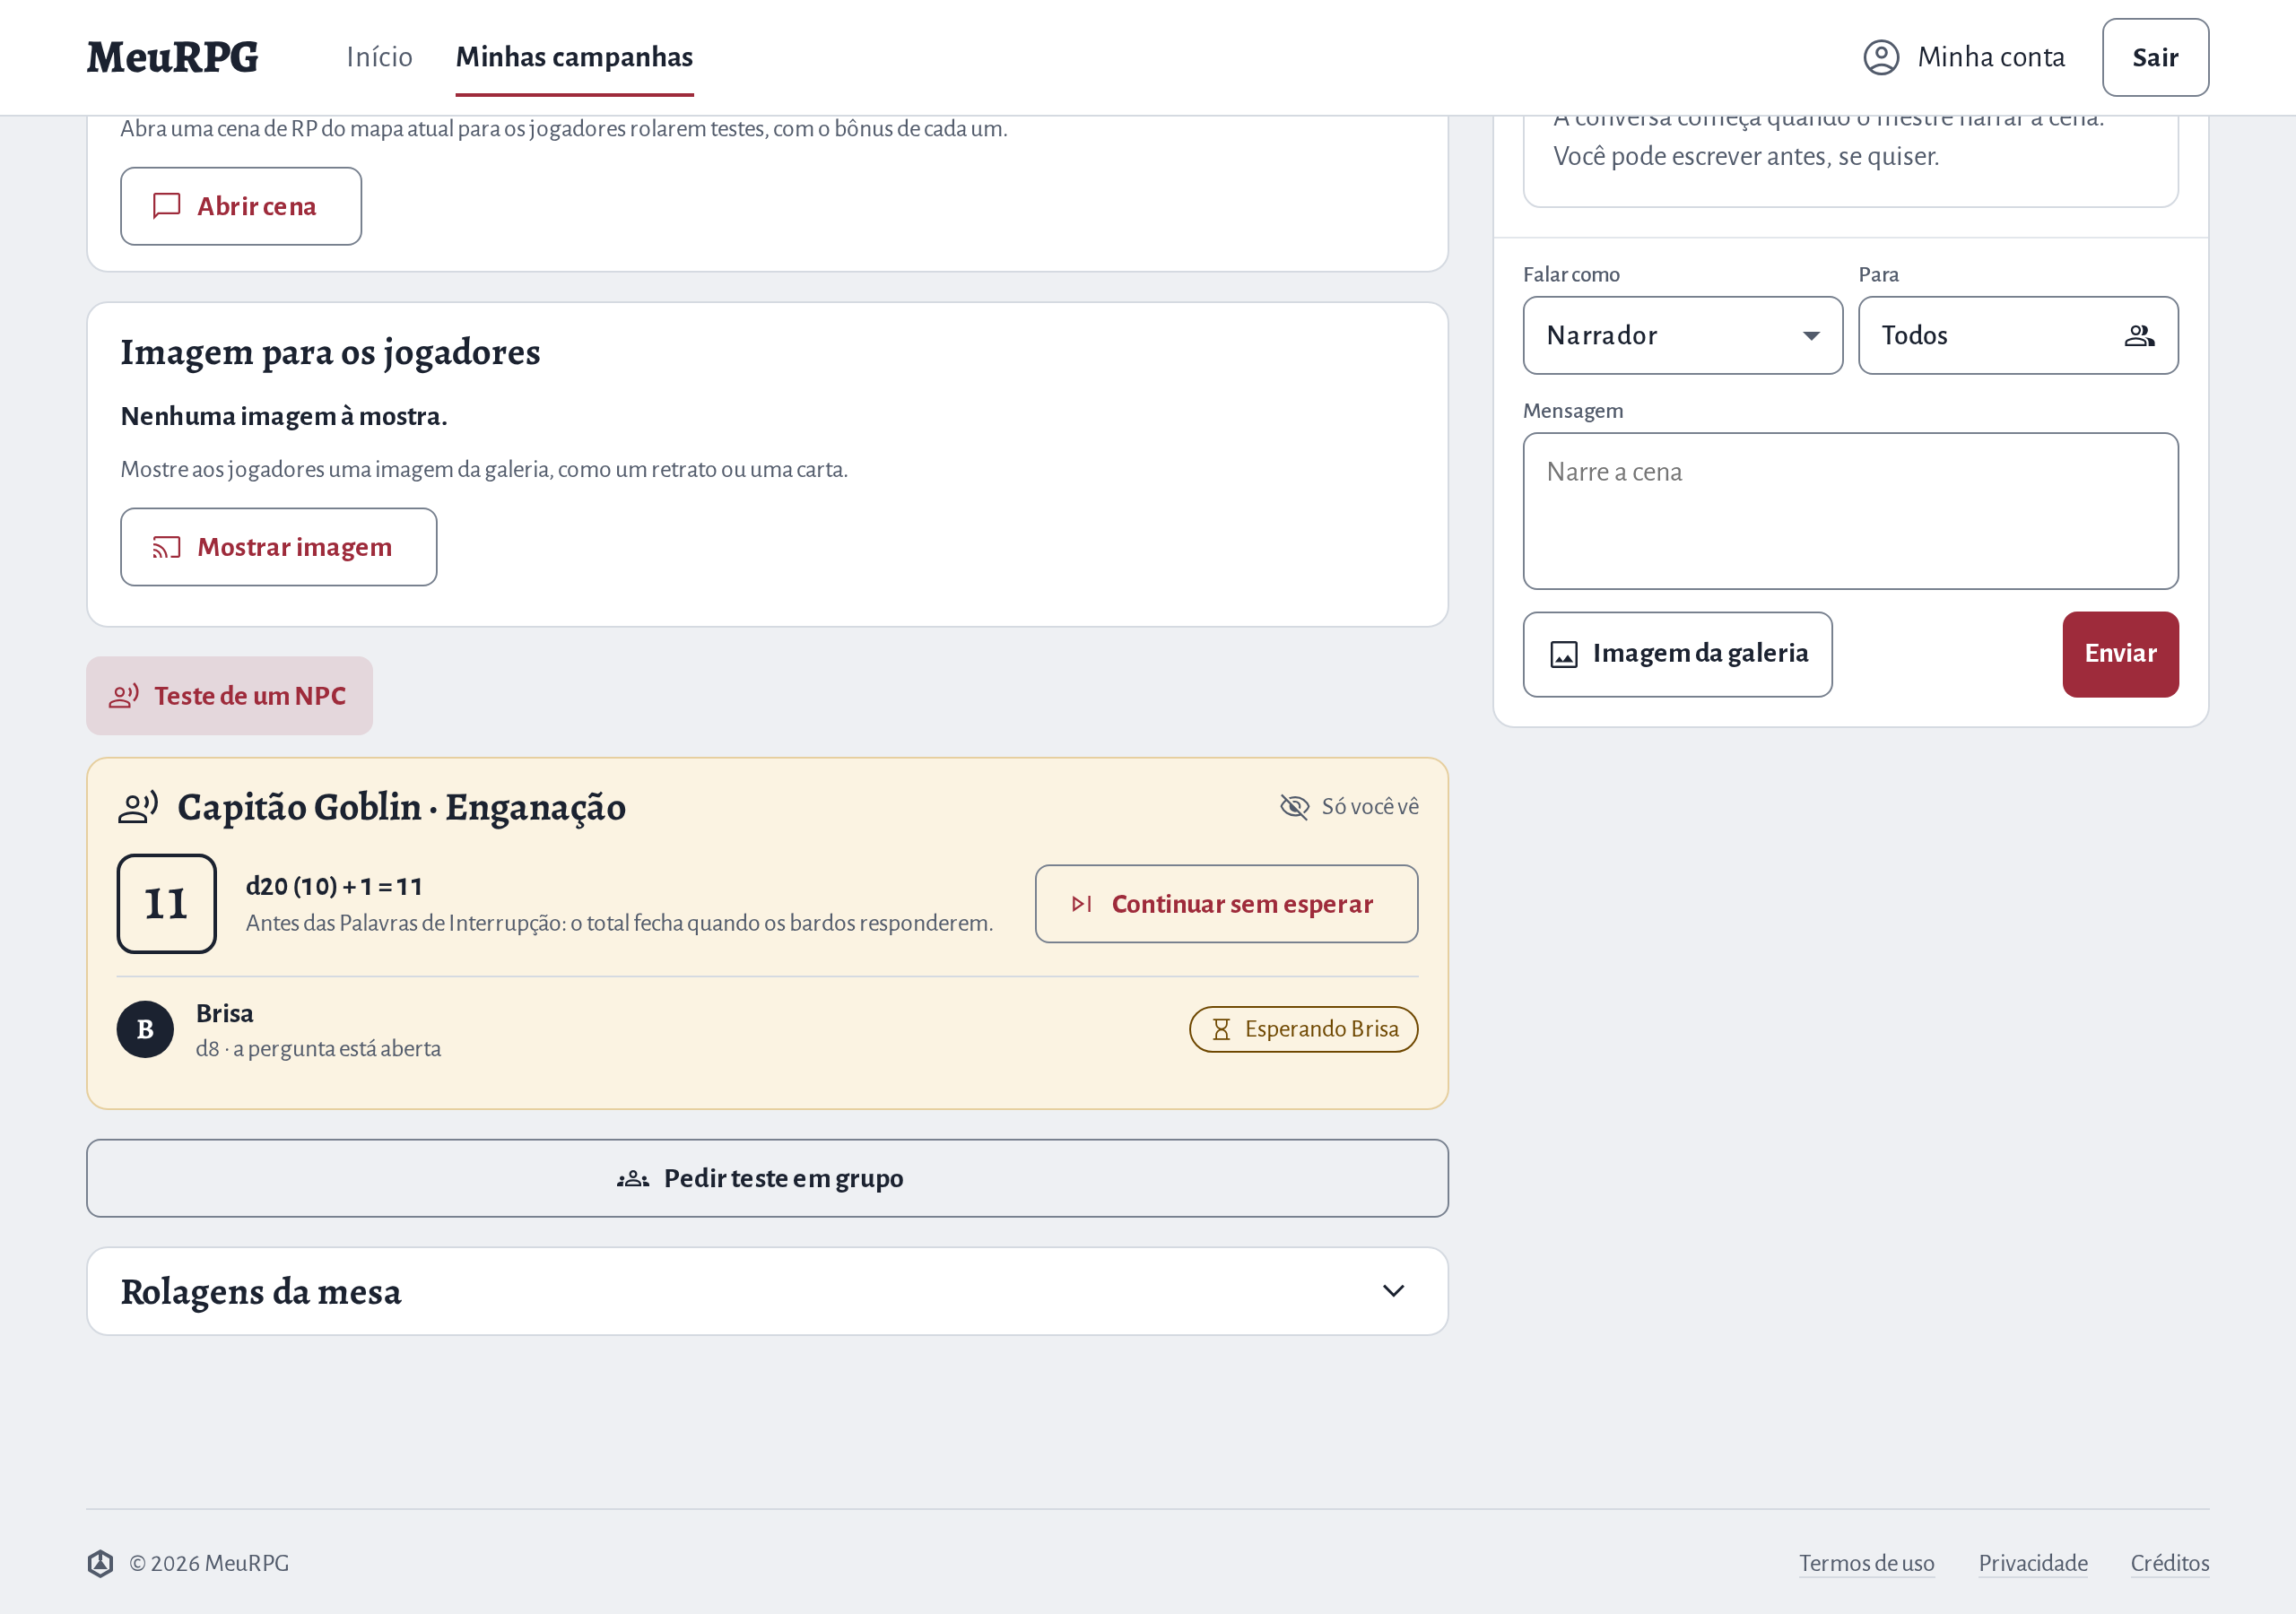 MeuRPG
Início
Minhas campanhas
Minha conta
Sair
Abra uma cena de RP do mapa atual para os jogadores rolarem testes, com o bônus de cada um.
Abrir cena
Imagem para os jogadores
Nenhuma imagem à mostra.
Mostre aos jogadores uma imagem da galeria, como um retrato ou uma carta.
Mostrar imagem
Teste de um NPC
Capitão Goblin · Enganação
Só você vê
11
d20 (10) + 1 = 11
Antes das Palavras de Interrupção: o total fecha quando os bardos responderem.
Continuar sem esperar
B
Brisa
d8 · a pergunta está aberta
Esperando Brisa
Pedir teste em grupo
Rolagens da mesa
A conversa começa quando o mestre narrar a cena.
Você pode escrever antes, se quiser.
Falar como
Para
Narrador
Todos
Mensagem
Narre a cena
Imagem da galeria
Enviar
© 2026 MeuRPG
Termos de uso
Privacidade
Créditos